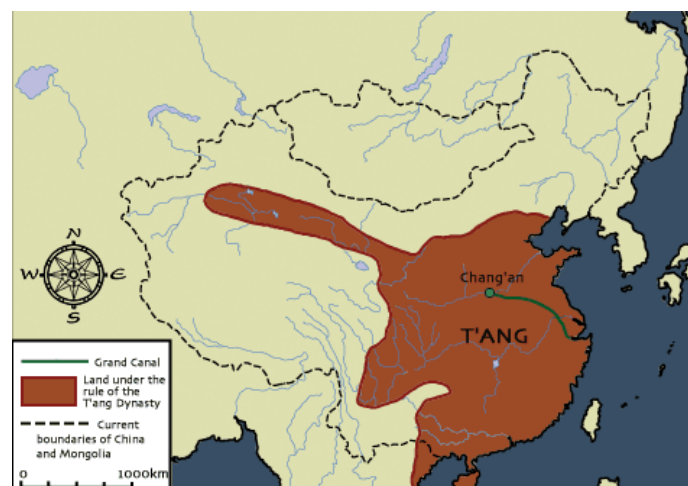 Chang'an
T'ANG
N
W
E
S
Grand Canal
Land under the
rule of the
T'ang Dynasty
Current
boundaries of China
and Mongolia
0
1000km